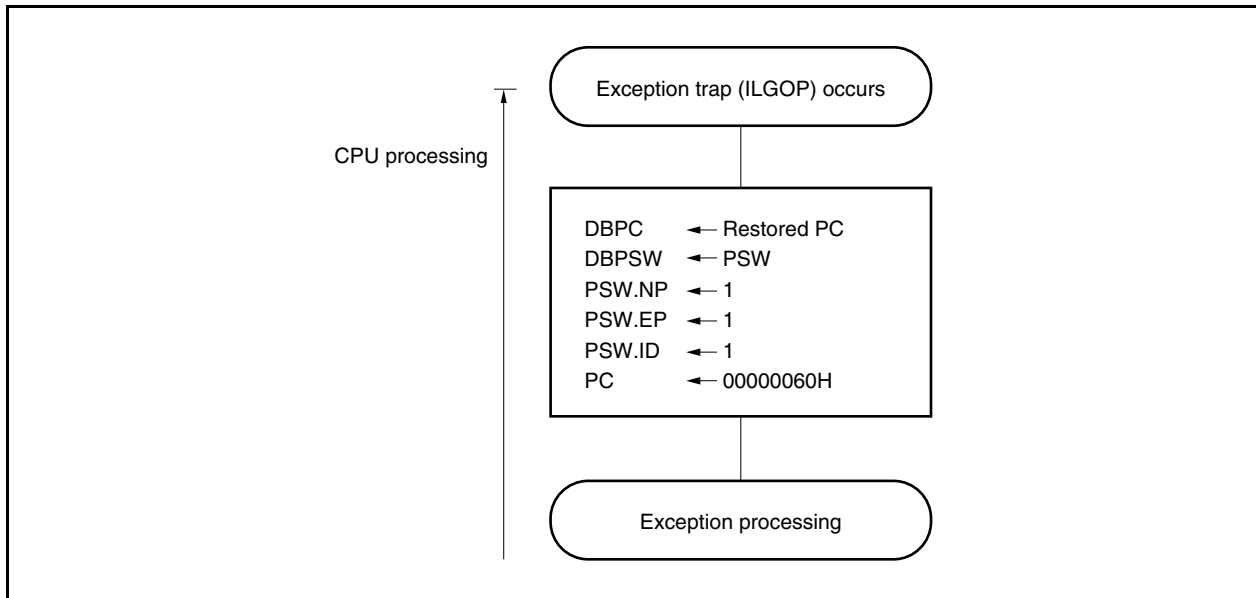 Exception trap (ILGOP) occurs
CPU processing
DBPC ← Restored PC
DBPSW ← PSW
PSW.NP ← 1
PSW.EP ← 1
PSW.ID ← 1
PC ← 00000060H
Exception processing